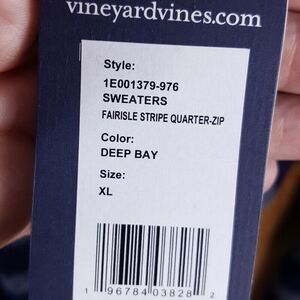 vineyardvines.com
Style:
1E001379-976
SWEATERS
FAIRISLE STRIPE QUARTER-ZIP
Color:
DEEP BAY
Size:
XL
1 96784 03828 2